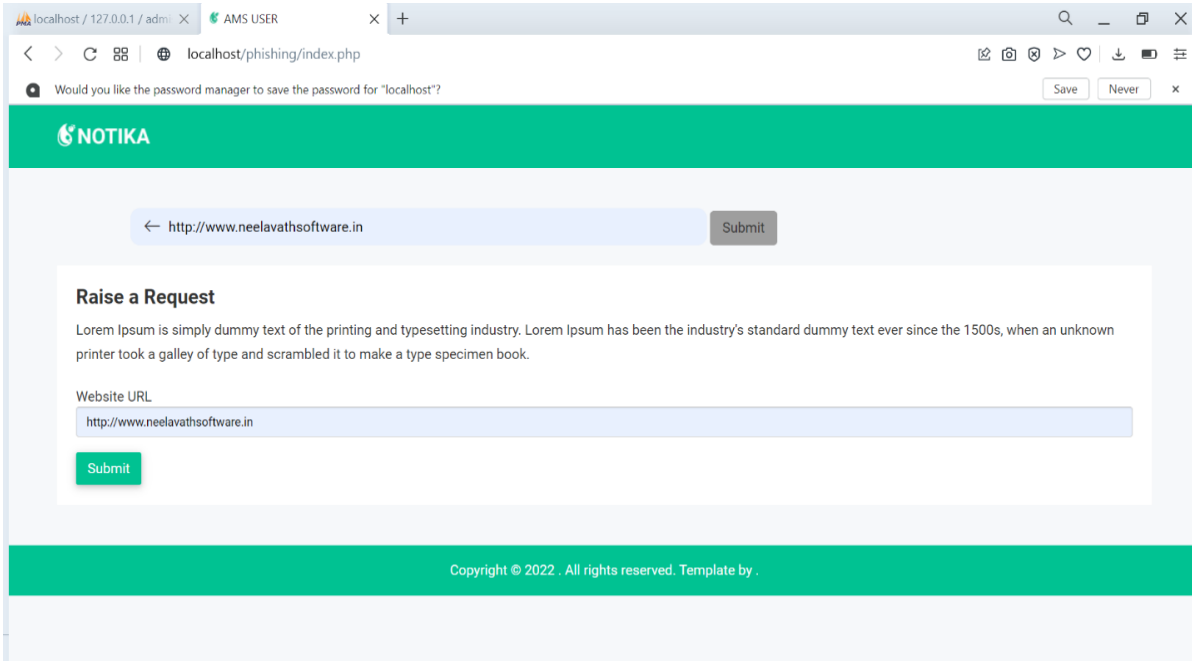 localhost / 127.0.0.1 / admi
AMS USER
localhost/phishing/index.php
Would you like the password manager to save the password for "localhost"?
Save
Never
NOTIKA
http://www.neelavathsoftware.in
Submit
Raise a Request
Lorem Ipsum is simply dummy text of the printing and typesetting industry. Lorem Ipsum has been the industry's standard dummy text ever since the 1500s, when an unknown
printer took a galley of type and scrambled it to make a type specimen book.
Website URL
http://www.neelavathsoftware.in
Submit
Copyright © 2022 . All rights reserved. Template by .